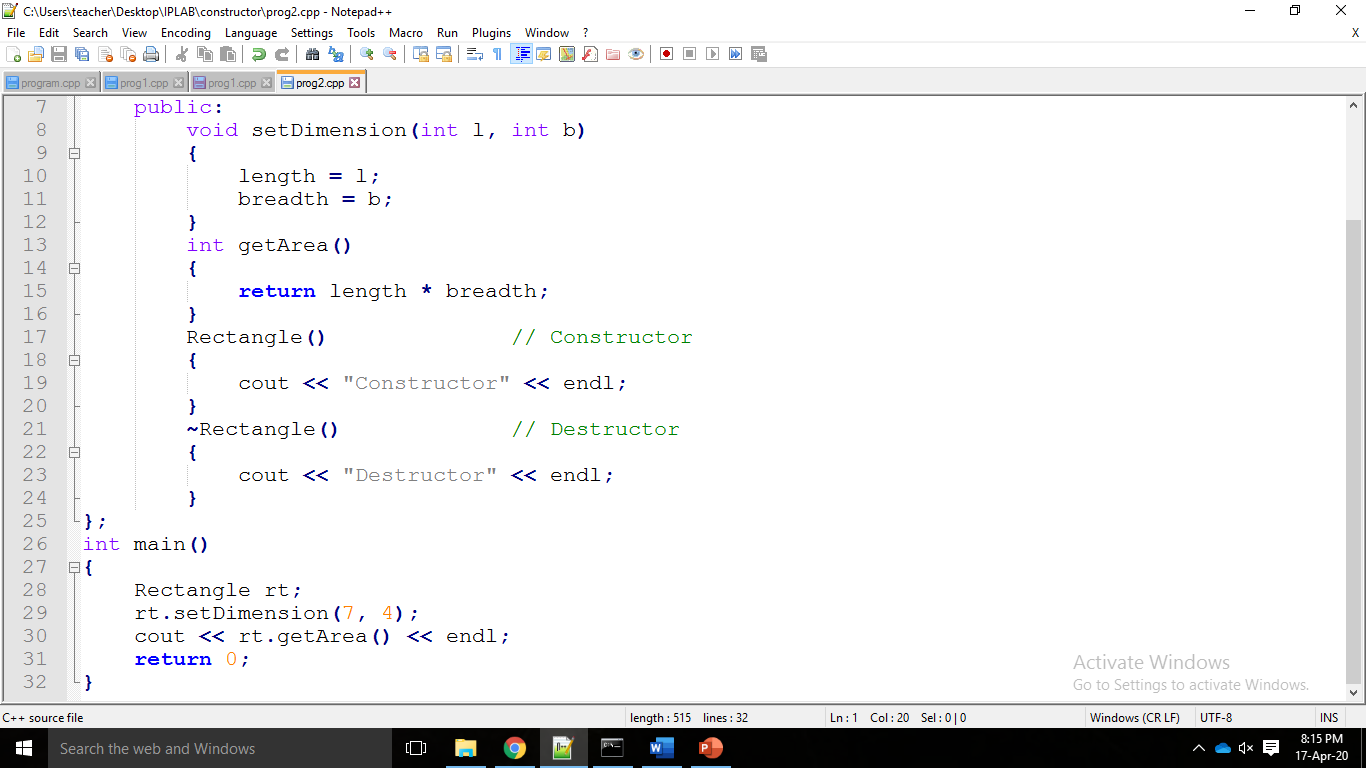 C:\Users\teacher\Desktop\IPLAB\constructor\prog2.cpp - Notepad++
File Edit Search View Encoding Language Settings Tools Macro Run Plugins Window ? X
program.cpp prog1.cpp prog1.cpp prog2.cpp
7 public:
8 void setDimension(int l, int b)
9 {
10 length = l;
11 breadth = b;
12 }
13 int getArea()
14 {
15 return length * breadth;
16 }
17 Rectangle() // Constructor
18 {
19 cout << "Constructor" << endl;
20 }
21 ~Rectangle() // Destructor
22 {
23 cout << "Destructor" << endl;
24 }
25 };
26 int main()
27 {
28 Rectangle rt;
29 rt.setDimension(7, 4);
30 cout << rt.getArea() << endl;
31 return 0;
32 }
Activate Windows
Go to Settings to activate Windows.
C++ source file length : 515 lines : 32 Ln : 1 Col : 20 Sel : 0 | 0 Windows (CR LF) UTF-8 INS
Search the web and Windows
8:15 PM
17-Apr-20